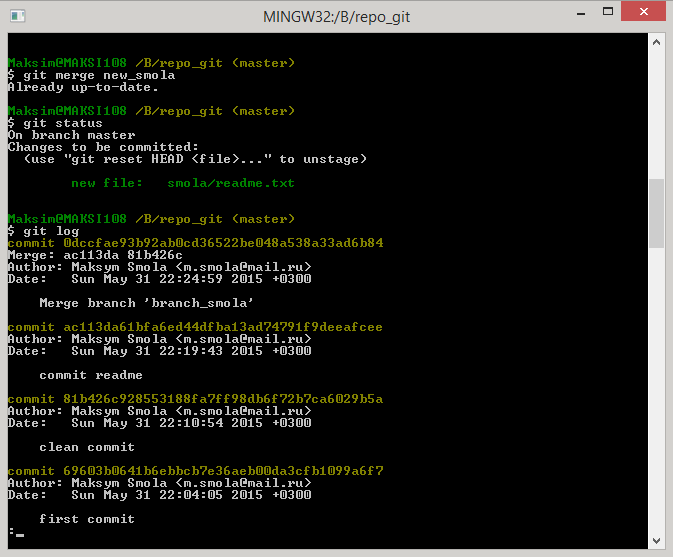 MINGW32:/B/repo_git
Maksim@MAKSI108 /B/repo_git (master)
$ git merge new_smola
Already up-to-date.
Maksim@MAKSI108 /B/repo_git (master)
$ git status
On branch master
Changes to be committed:
  (use "git reset HEAD <file>..." to unstage)
        new file:   smola/readme.txt
Maksim@MAKSI108 /B/repo_git (master)
$ git log
commit 0dccfae93b92ab0cd36522be048a538a33ad6b84
Merge: ac113da 81b426c
Author: Maksym Smola <m.smola@mail.ru>
Date:   Sun May 31 22:24:59 2015 +0300
    Merge branch 'branch_smola'
commit ac113da61bfa6ed44dfba13ad74791f9deeafcee
Author: Maksym Smola <m.smola@mail.ru>
Date:   Sun May 31 22:19:43 2015 +0300
    commit readme
commit 81b426c928553188fa7ff98db6f72b7ca6029b5a
Author: Maksym Smola <m.smola@mail.ru>
Date:   Sun May 31 22:10:54 2015 +0300
    clean commit
commit 69603b0641b6ebbcb7e36aeb00da3cfb1099a6f7
Author: Maksym Smola <m.smola@mail.ru>
Date:   Sun May 31 22:04:05 2015 +0300
    first commit
:_